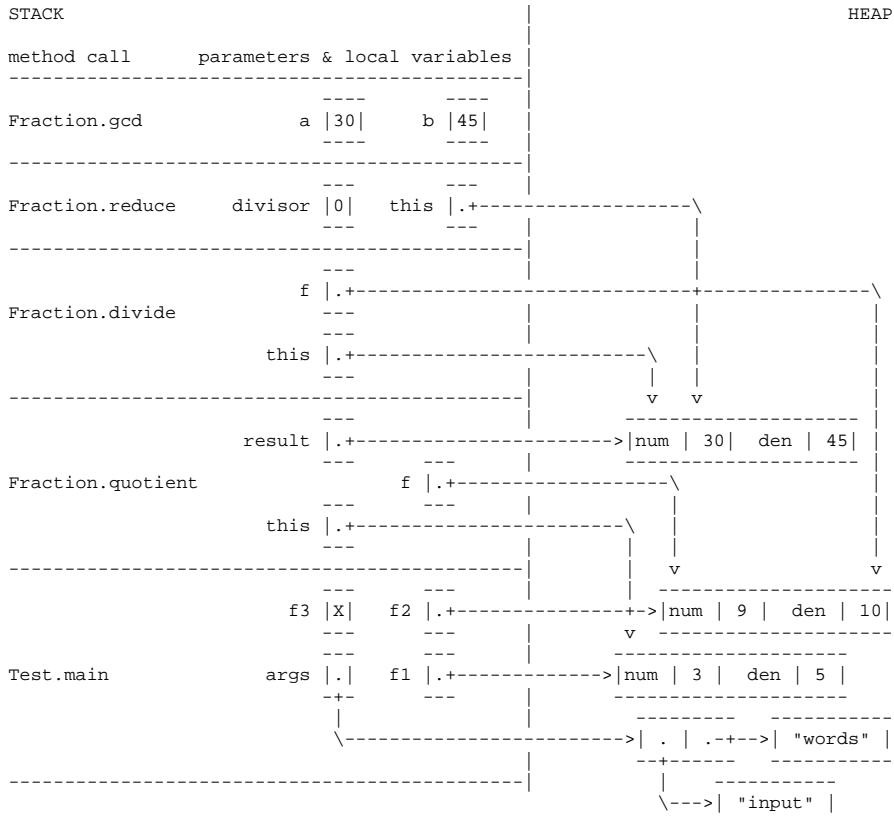 STACK HEAP
method call parameters & local variables
Fraction.gcd a |30| b |45|
Fraction.reduce divisor |0| this |.
f |.
Fraction.divide
this |.
result |. |num | 30| den | 45|
Fraction.quotient f |.
this |.
f3 |X| f2 |. |num | 9 | den | 10|
Test.main args |.| f1 |. |num | 3 | den | 5 |
| . | . | "words" |
| "input" |